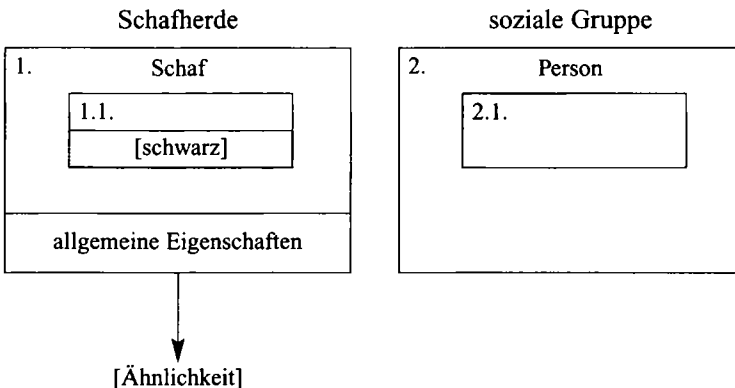 Schafherde
soziale Gruppe
1. Schaf
1.1.
[schwarz]
allgemeine Eigenschaften
[Ähnlichkeit]
2. Person
2.1.